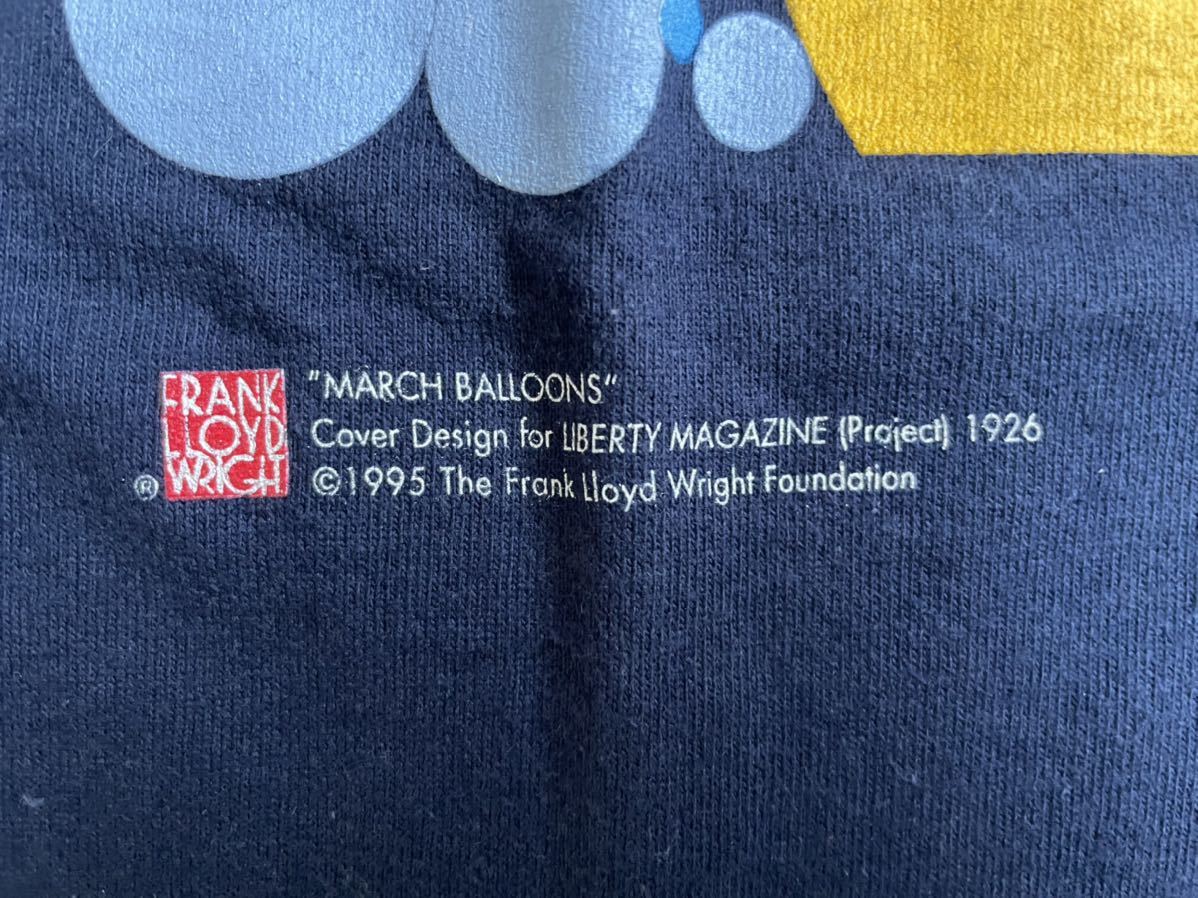 FRANK
LLOYD
WRIGHT
®
"MARCH BALLOONS"
Cover Design for LIBERTY MAGAZINE (Project) 1926
©1995 The Frank Lloyd Wright Foundation